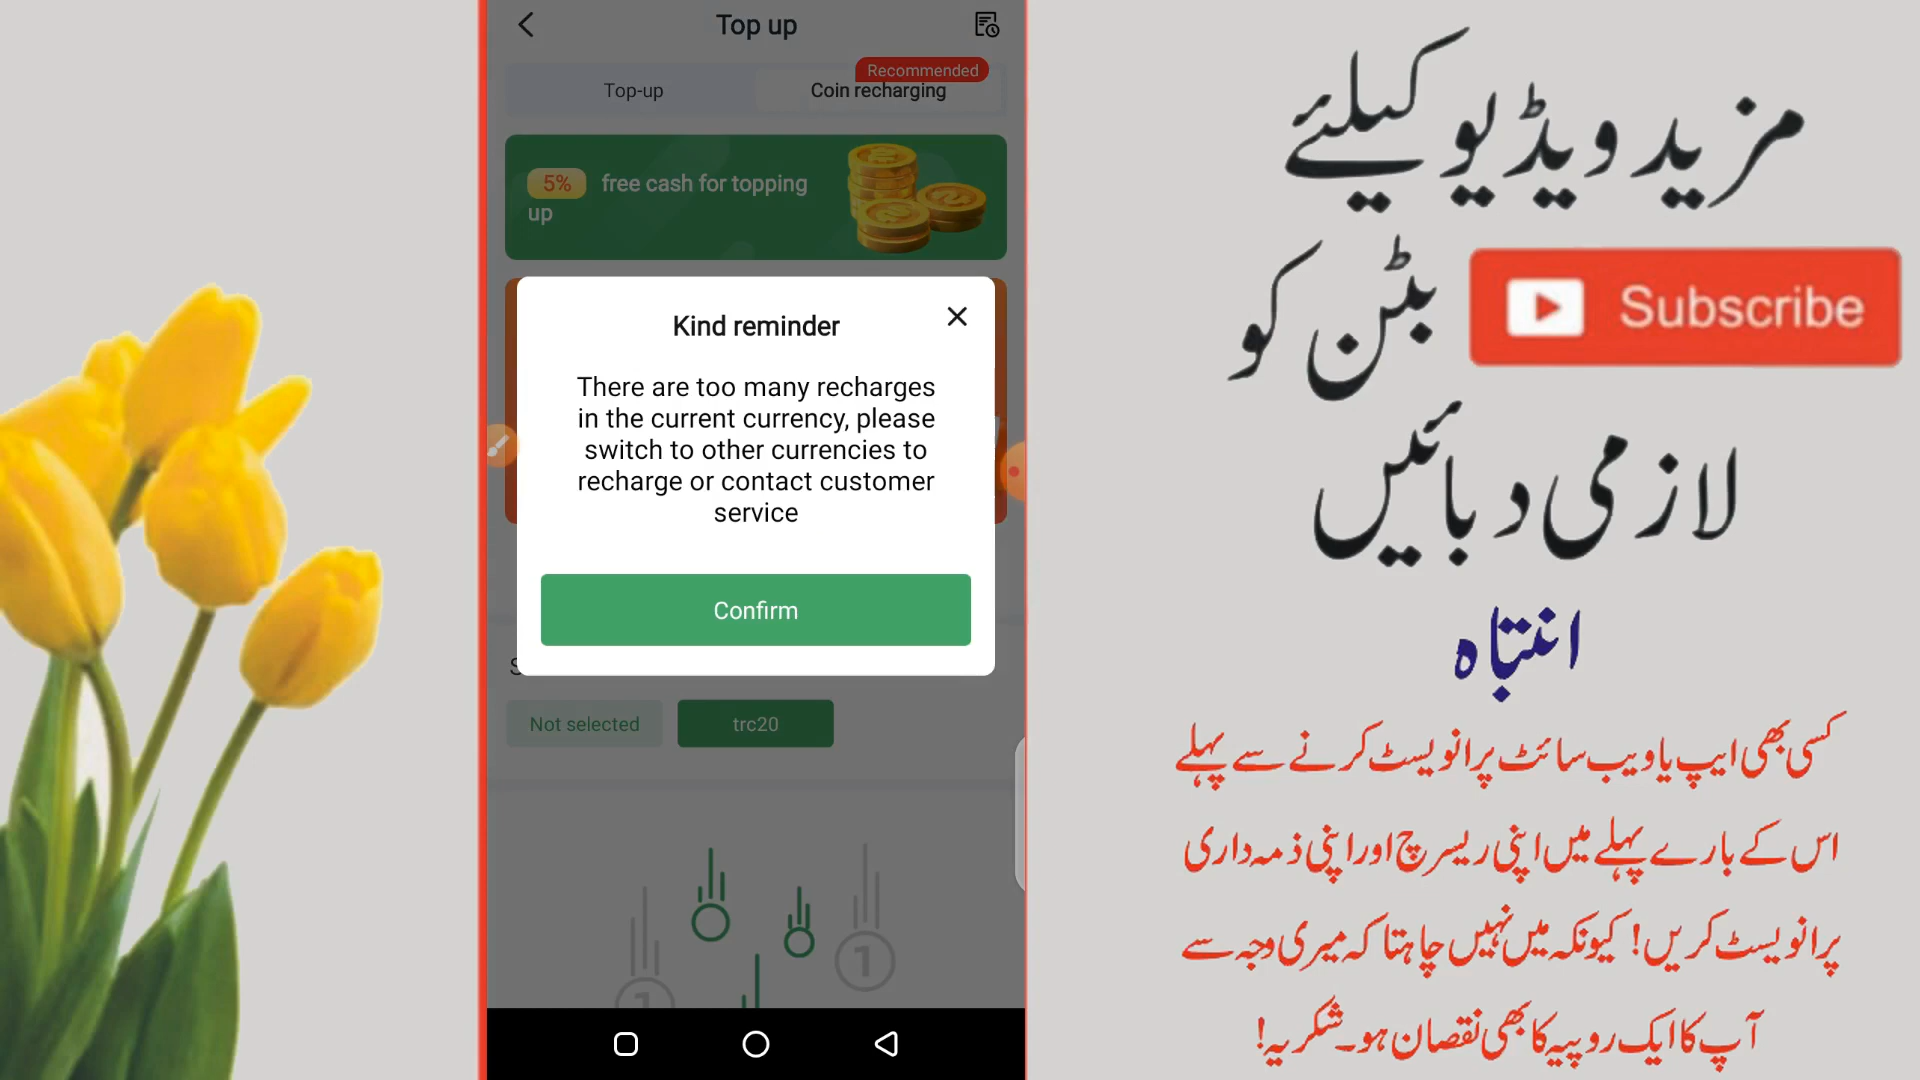 Top up
Recommended
Top-up
Coin recharging
5% free cash for topping
up
Kind reminder
There are too many recharges
in the current currency, please
switch to other currencies to
recharge or contact customer
service
Confirm
S
Not selected
trc20
1
1
مزید ویڈیو کیلئے
Subscribe بٹن کو
لازمی دبائیں
انتباہ
کسی بھی ایپ یا ویب سائٹ پر انویسٹ کرنے سے پہلے
اس کے بارے پہلے میں اپنی ریسرچ اور اپنی ذمہ داری
پر انویسٹ کریں! کیونکہ میں نہیں چاہتا کہ میری وجہ سے
آپ کا ایک روپیہ کا بھی نقصان ہو۔ شکریہ!